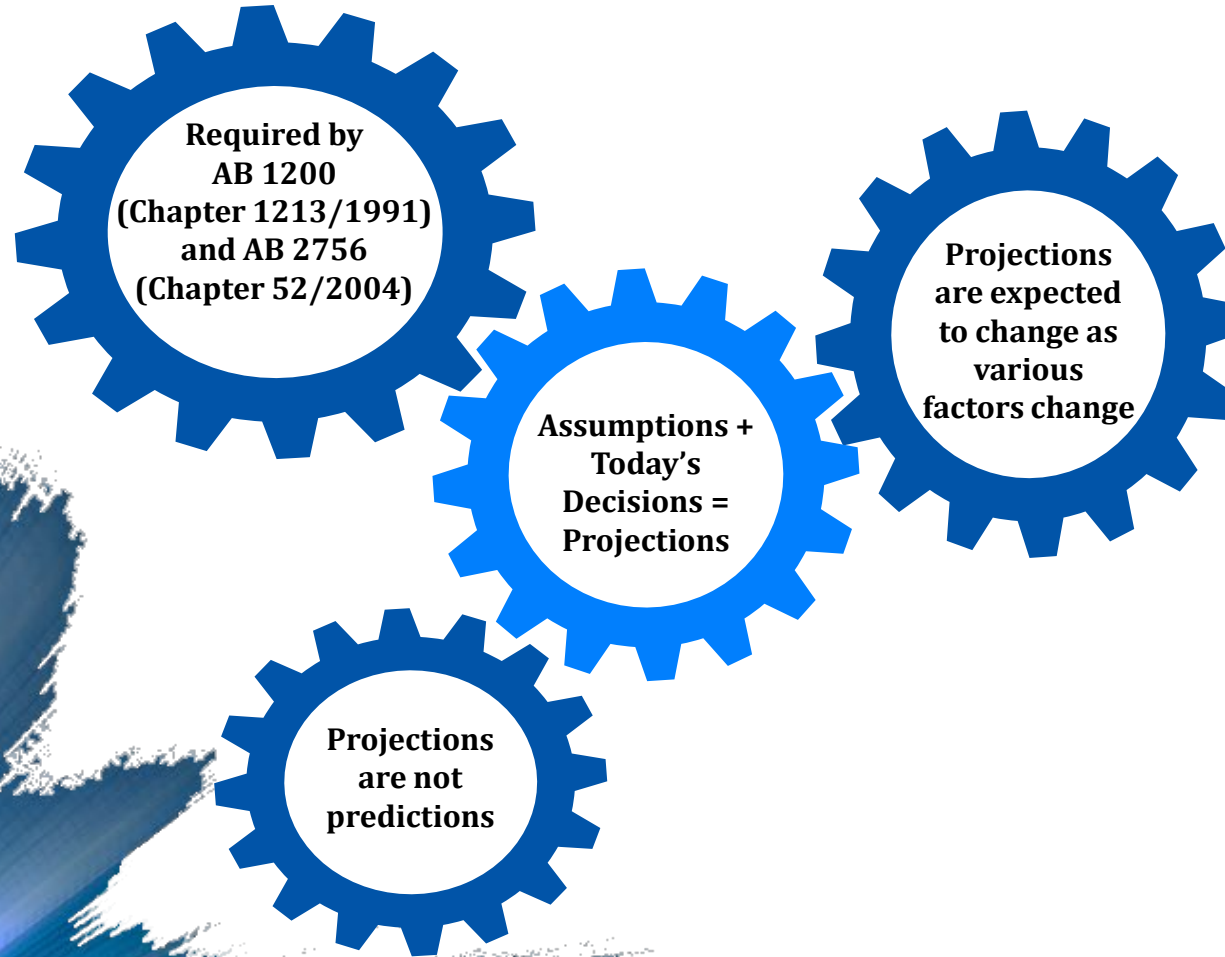 Required by
AB 1200
(Chapter 1213/1991)
and AB 2756
(Chapter 52/2004)
Projections
are expected
to change as
various
factors change
Assumptions +
Today’s
Decisions =
Projections
Projections
are not
predictions